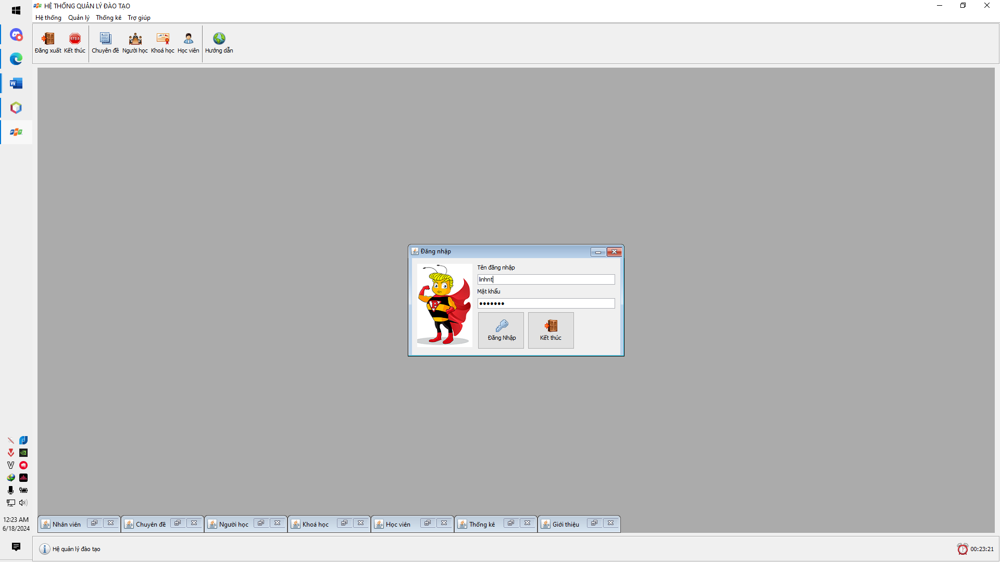 HỆ THỐNG QUẢN LÝ ĐÀO TẠO
Hệ thống Quản lý Thống kê Trợ giúp
Đăng xuất Kết thúc Chuyên đề Người học Khoá học Học viên Hướng dẫn
STOP
W
FPT
Đăng nhập
Tên đăng nhập
linhnt
Mật khẩu
•••••••
P
Đăng Nhập Kết thúc
12:23 AM
6/18/2024
Nhân viên Chuyên đề Người học Khoá học Học viên Thống kê Giới thiệu
Hệ quản lý đào tạo
00:23:21